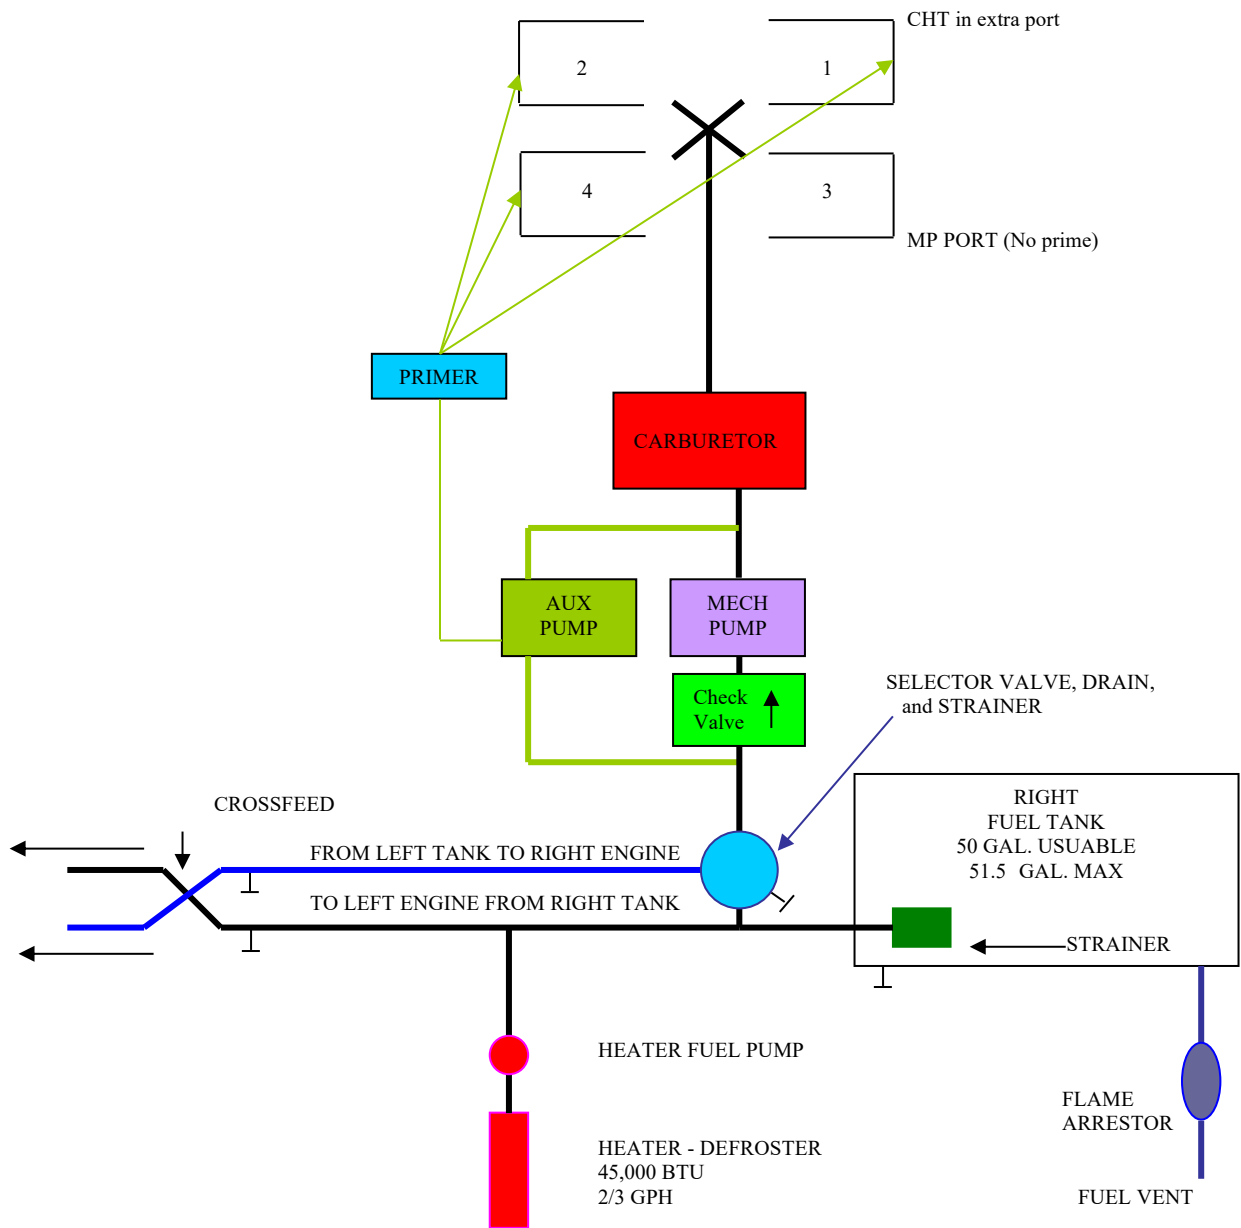 CHT in extra port
2
1
4
3
MP PORT (No prime)
PRIMER
CARBURETOR
AUX
PUMP
MECH
PUMP
Check
Valve
SELECTOR VALVE, DRAIN,
and STRAINER
RIGHT
FUEL TANK
50 GAL. USUABLE
51.5 GAL. MAX
CROSSFEED
FROM LEFT TANK TO RIGHT ENGINE
TO LEFT ENGINE FROM RIGHT TANK
STRAINER
HEATER FUEL PUMP
FLAME
ARRESTOR
HEATER - DEFROSTER
45,000 BTU
2/3 GPH
FUEL VENT